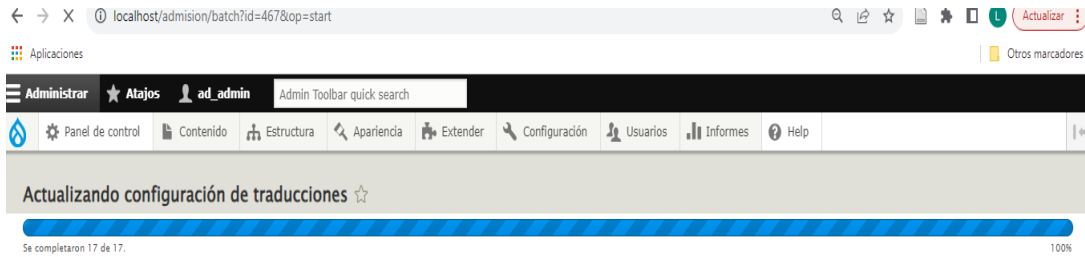 localhost/admision/batch?id=467&op=start
L
Actualizar
Aplicaciones
Otros marcadores
Administrar Atajos ad_admin Admin Toolbar quick search
Panel de control Contenido Estructura Apariencia Extender Configuración Usuarios Informes Help
Actualizando configuración de traducciones
Se completaron 17 de 17. 100%